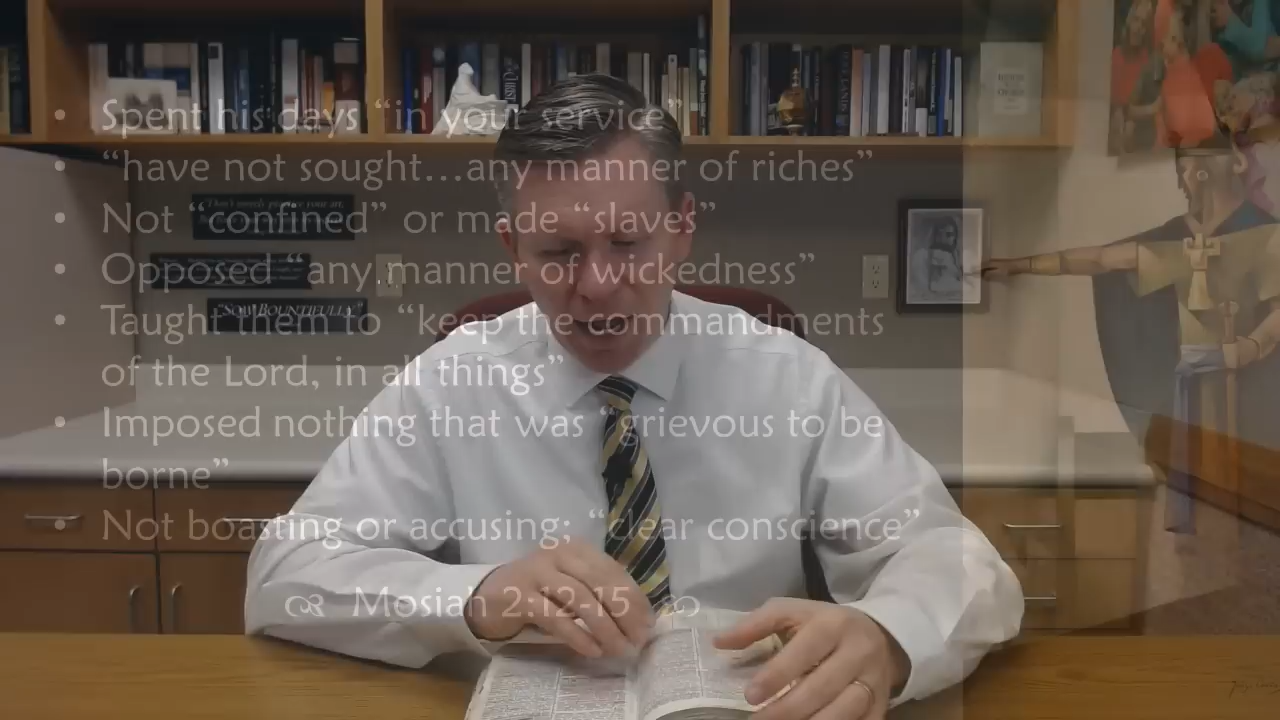 • Spent his days "in your service"
• "have not sought...any manner of riches"
• Not "confined" or made "slaves"
• Opposed "any manner of wickedness"
• Taught them to "keep the commandments
of the Lord, in all things"
• Imposed nothing that was "grievous to be
borne"
• Not boasting or accusing; "clear conscience"
Mosiah 2:12-15
"SOW BOUNTIFULLY"